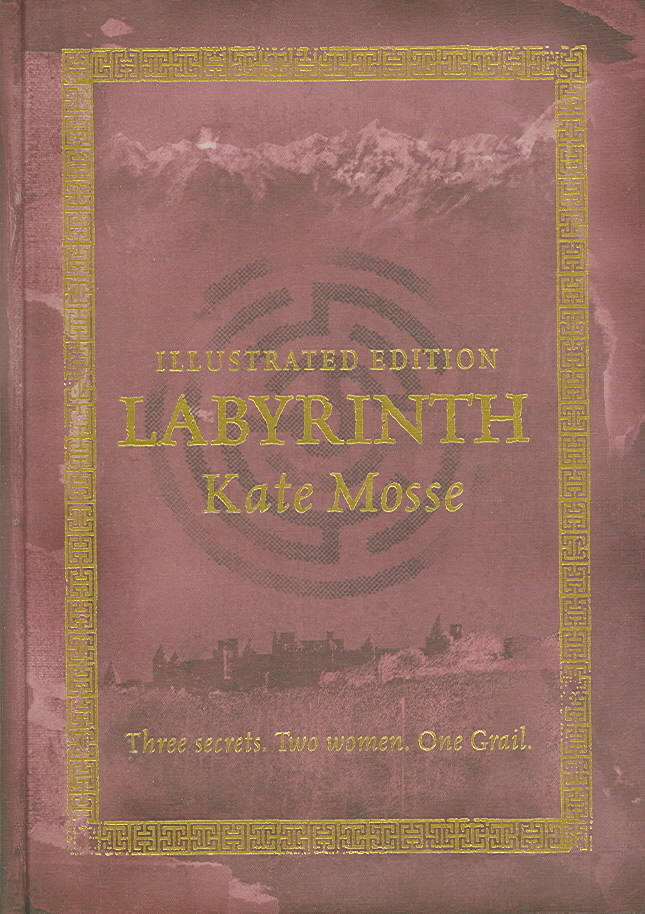 ILLUSTRATED EDITION
LABYRINTH
Kate Mosse
Three secrets. Two women. One Grail.